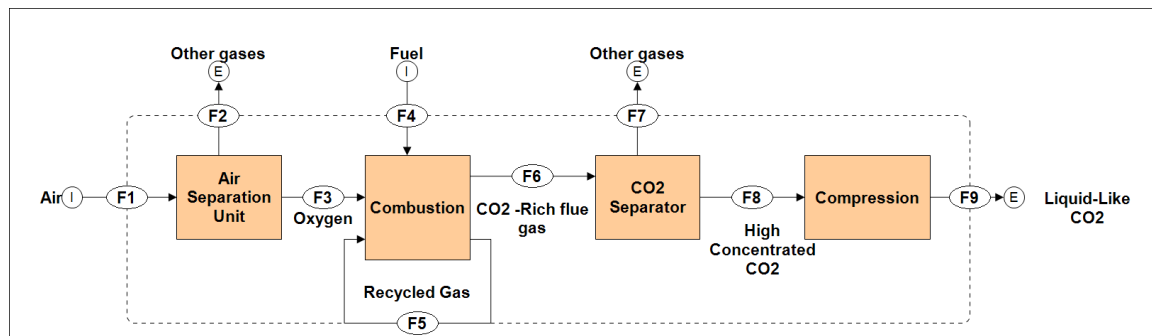 Other gases
Fuel
Other gases
E
I
E
F2
F4
F7
Air
I
F1
Air
Separation
Unit
F3
Oxygen
Combustion
F6
CO2 -Rich flue
gas
CO2
Separator
F8
High
Concentrated
CO2
Compression
F9
E
Liquid-Like
CO2
Recycled Gas
F5